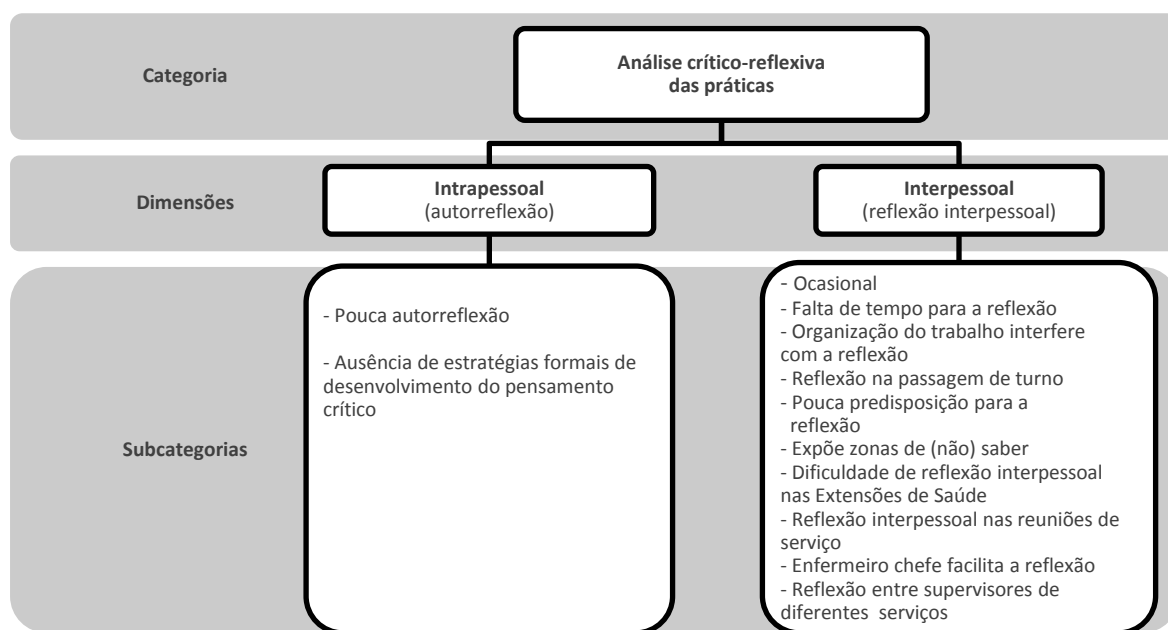 Categoria
Análise crítico-reflexiva
das práticas
Dimensões
Intrapessoal
(autorreflexão)
Interpessoal
(reflexão interpessoal)
Subcategorias
- Pouca autorreflexão
- Ausência de estratégias formais de
desenvolvimento do pensamento
crítico
- Ocasional
- Falta de tempo para a reflexão
- Organização do trabalho interfere
com a reflexão
- Reflexão na passagem de turno
- Pouca predisposição para a
reflexão
- Expõe zonas de (não) saber
- Dificuldade de reflexão interpessoal
nas Extensões de Saúde
- Reflexão interpessoal nas reuniões de
serviço
- Enfermeiro chefe facilita a reflexão
- Reflexão entre supervisores de
diferentes serviços